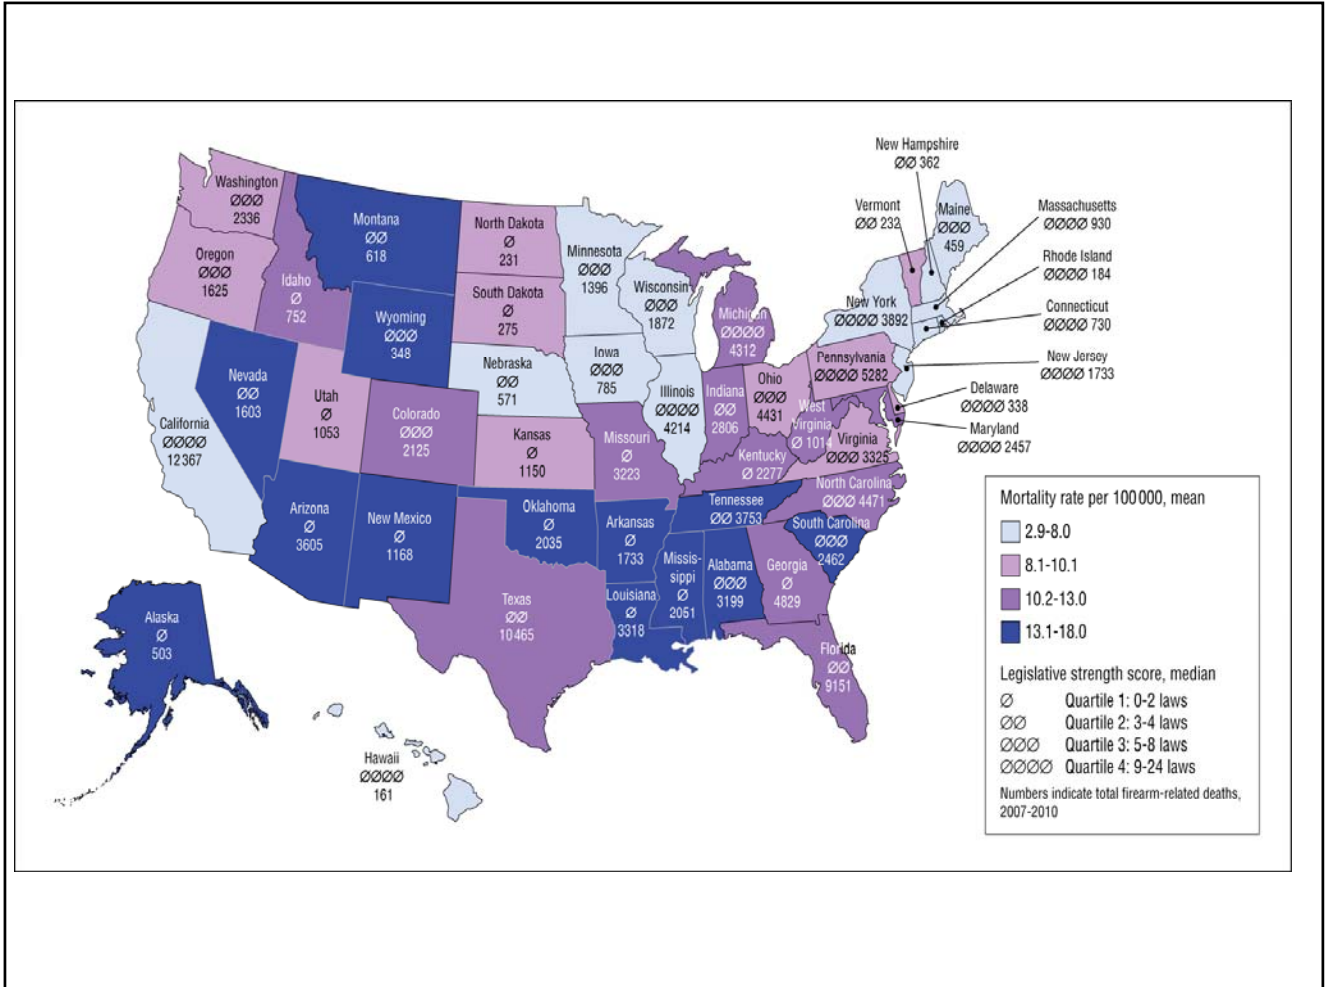 New Hampshire
ØØ 362
Vermont
ØØ 232
Maine
ØØØ
459
Massachusetts
ØØØØ 930
Rhode Island
ØØØØ 184
Connecticut
ØØØØ 730
New Jersey
ØØØØ 1733
Delaware
ØØØØ 338
Maryland
ØØØØ 2457
Washington
ØØØ
2336
Oregon
ØØØ
1625
Idaho
Ø
752
Montana
ØØ
618
Wyoming
ØØØ
348
North Dakota
Ø
231
South Dakota
Ø
275
Nebraska
ØØ
571
Minnesota
ØØØ
1396
Wisconsin
ØØØ
1872
Iowa
ØØØ
785
Michigan
ØØØØ
4312
New York
ØØØØ 3892
Pennsylvania
ØØØØ 5282
California
ØØØØ
12367
Nevada
ØØ
1603
Utah
Ø
1053
Colorado
ØØØ
2125
Kansas
Ø
1150
Missouri
Ø
3223
Illinois
ØØØØ
4214
Indiana
ØØ
2806
Ohio
ØØØ
4431
West
Virginia
Ø 1014
Virginia
ØØØ 3325
Kentucky
Ø 2277
North Carolina
ØØØ 4471
Tennessee
ØØ 3753
South Carolina
ØØØ
2462
Arizona
Ø
3605
New Mexico
Ø
1168
Oklahoma
Ø
2035
Arkansas
Ø
1733
Missis-
sippi
Ø
2051
Alabama
ØØØ
3199
Georgia
Ø
4829
Louisiana
Ø
3318
Texas
ØØ
10465
Florida
ØØ
9151
Alaska
Ø
503
Hawaii
ØØØØ
161
Mortality rate per 100000, mean
2.9-8.0
8.1-10.1
10.2-13.0
13.1-18.0
Legislative strength score, median
Ø Quartile 1: 0-2 laws
ØØ Quartile 2: 3-4 laws
ØØØ Quartile 3: 5-8 laws
ØØØØ Quartile 4: 9-24 laws
Numbers indicate total firearm-related deaths,
2007-2010